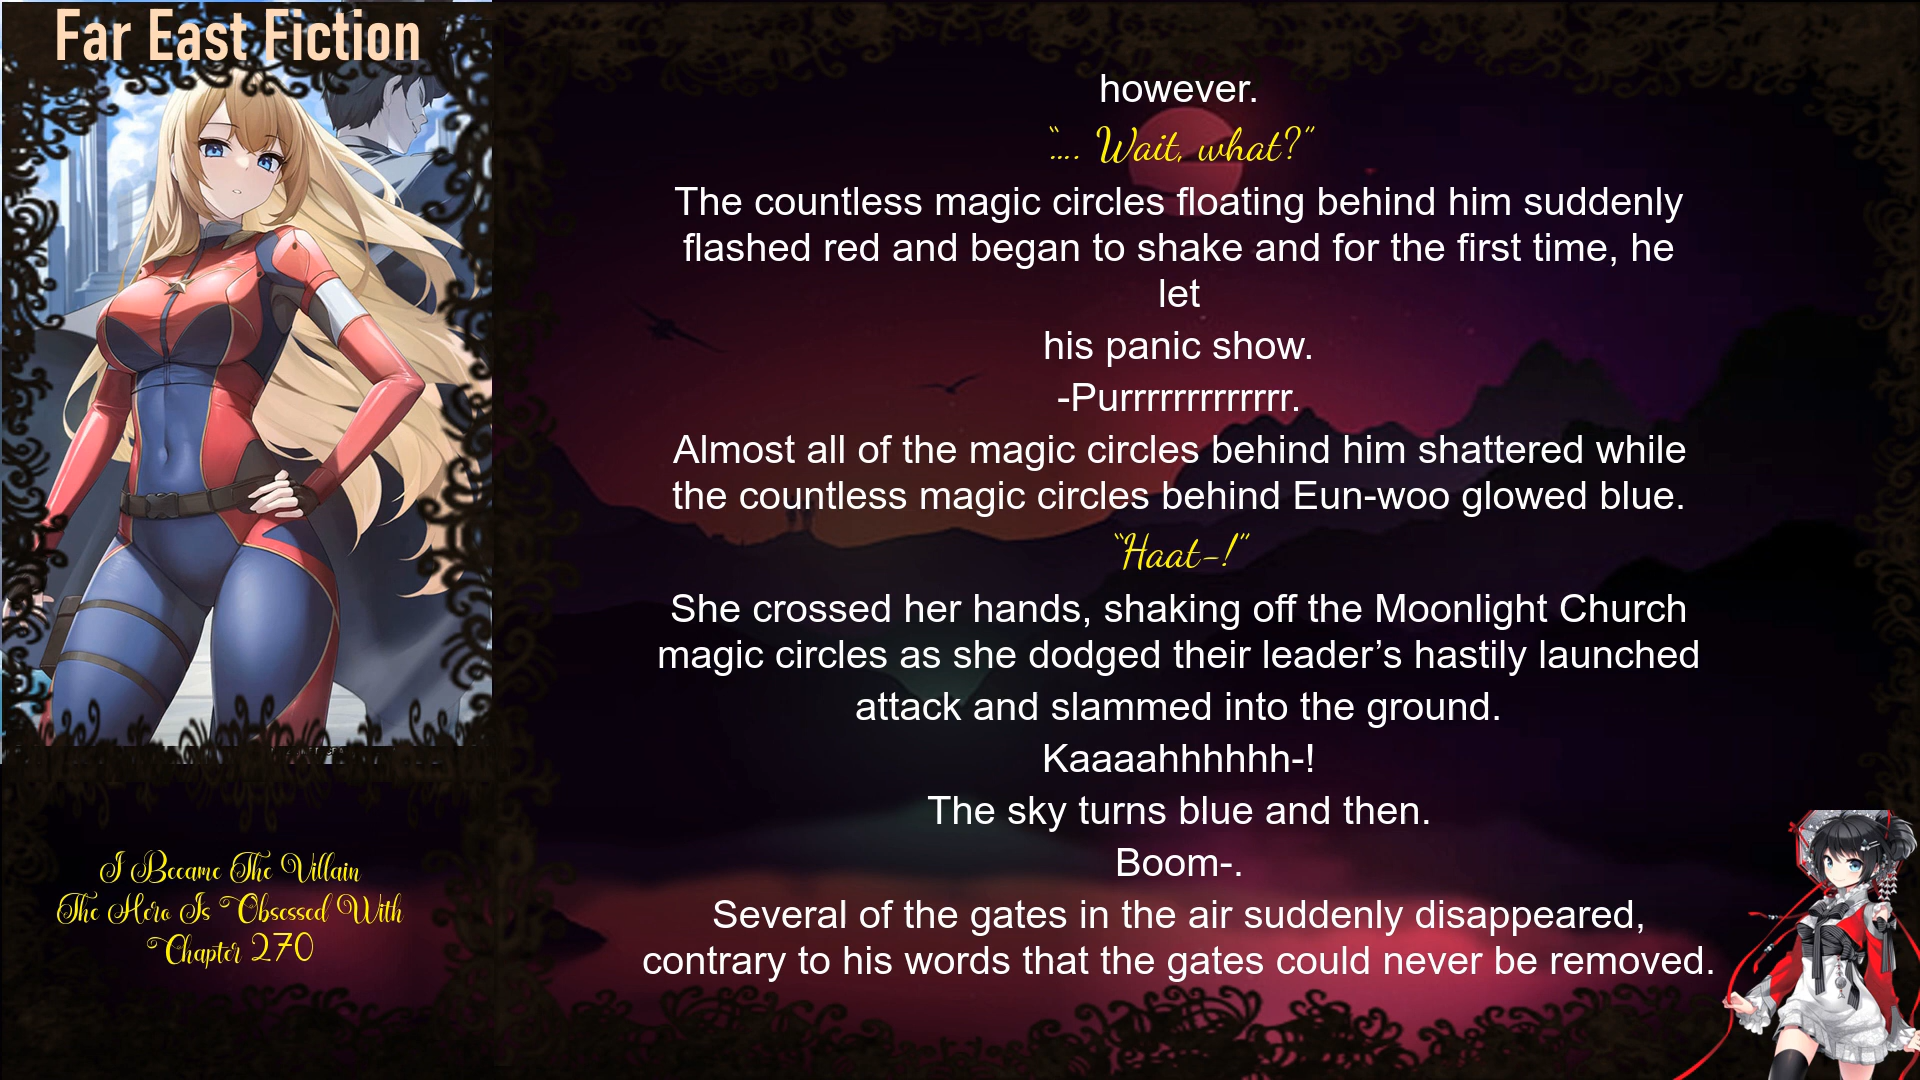 Far East Fiction
however.
“.... Wait, what?”
The countless magic circles floating behind him suddenly
flashed red and began to shake and for the first time, he
let
his panic show.
-Purrrrrrrrrrrrr.
Almost all of the magic circles behind him shattered while
the countless magic circles behind Eun-woo glowed blue.
“Haat-!”
She crossed her hands, shaking off the Moonlight Church
magic circles as she dodged their leader’s hastily launched
attack and slammed into the ground.
Kaaaahhhhhh-!
The sky turns blue and then.
Boom-.
Several of the gates in the air suddenly disappeared,
contrary to his words that the gates could never be removed.
I Became The Villain
The Hero Is Obsessed With
Chapter 270